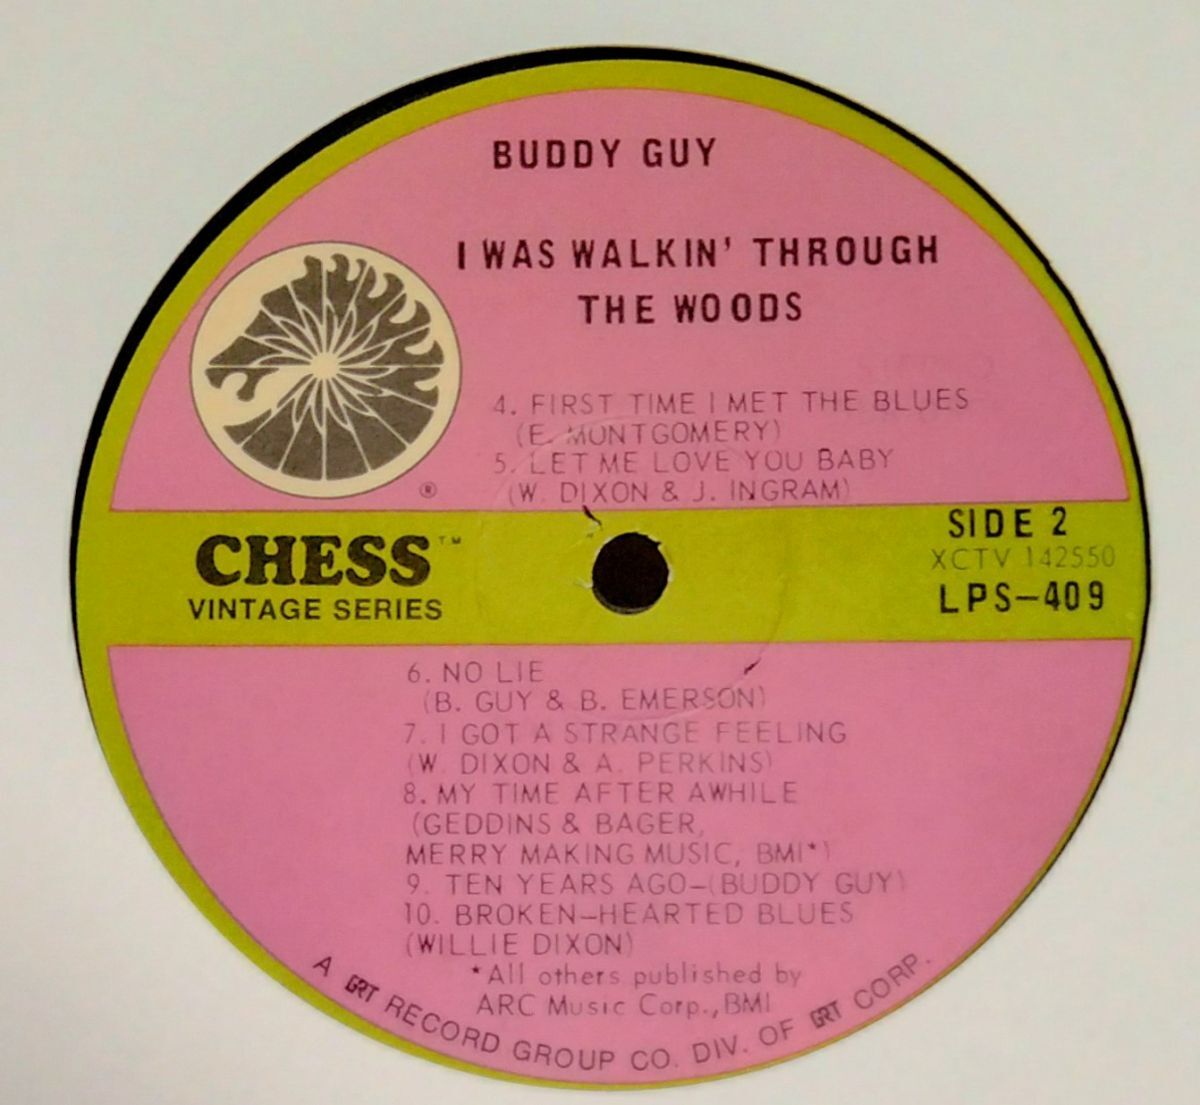 BUDDY GUY
I WAS WALKIN' THROUGH
THE WOODS
4. FIRST TIME I MET THE BLUES
(E. MONTGOMERY)
5. LET ME LOVE YOU BABY
(W. DIXON & J. INGRAM)
®
CHESS™
VINTAGE SERIES
SIDE 2
XCTV 142550
LPS-409
6. NO LIE
(B. GUY & B. EMERSON)
7. I GOT A STRANGE FEELING
(W. DIXON & A. PERKINS)
8. MY TIME AFTER AWHILE
(GEDDINS & BAGER,
MERRY MAKING MUSIC, BMI*)
9. TEN YEARS AGO-(BUDDY GUY)
10. BROKEN-HEARTED BLUES
(WILLIE DIXON)
*All others published by
ARC Music Corp., BMI
A GRT RECORD GROUP CO. DIV. OF GRT CORP.